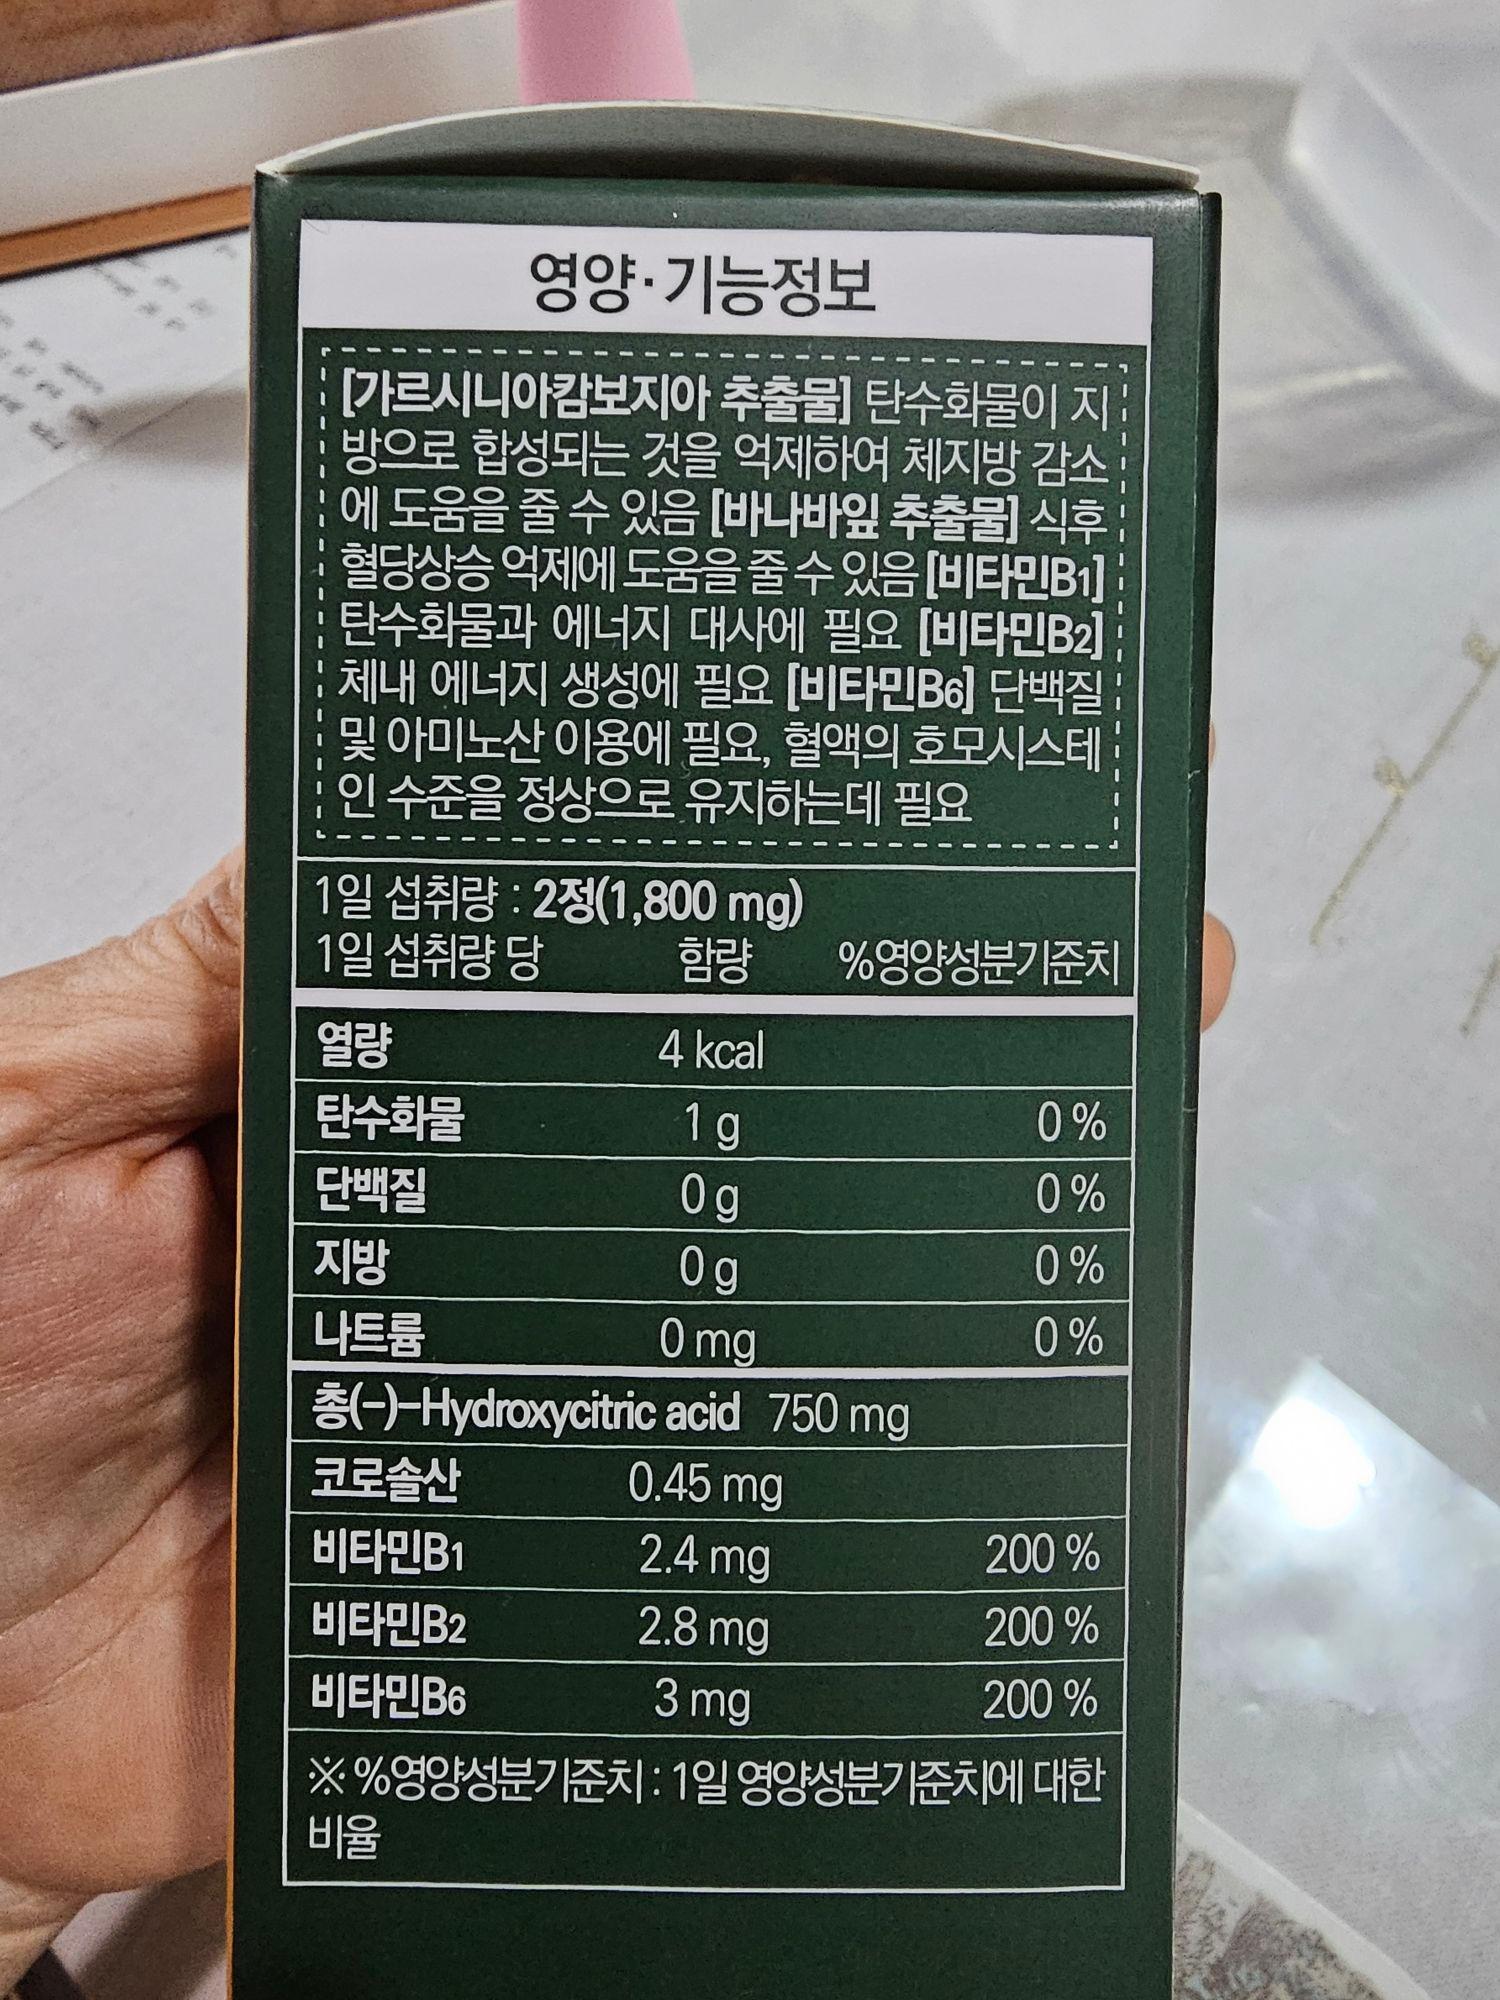 영양·기능정보
[가르시니아캄보지아 추출물] 탄수화물이 지
방으로 합성되는 것을 억제하여 체지방 감소
에 도움을 줄 수 있음 [바나바잎 추출물] 식후
혈당상승 억제에 도움을 줄 수 있음 [비타민B1]
탄수화물과 에너지 대사에 필요 [비타민B2]
체내 에너지 생성에 필요 [비타민B6] 단백질
및 아미노산 이용에 필요, 혈액의 호모시스테
인 수준을 정상으로 유지하는데 필요
1일 섭취량 : 2정(1,800 mg)
1일 섭취량 당 함량 %영양성분기준치
열량 4 kcal
탄수화물 1 g 0 %
단백질 0 g 0 %
지방 0 g 0 %
나트륨 0 mg 0 %
총(-)-Hydroxycitric acid 750 mg
코로솔산 0.45 mg
비타민B1 2.4 mg 200 %
비타민B2 2.8 mg 200 %
비타민B6 3 mg 200 %
※ %영양성분기준치 : 1일 영양성분기준치에 대한
비율